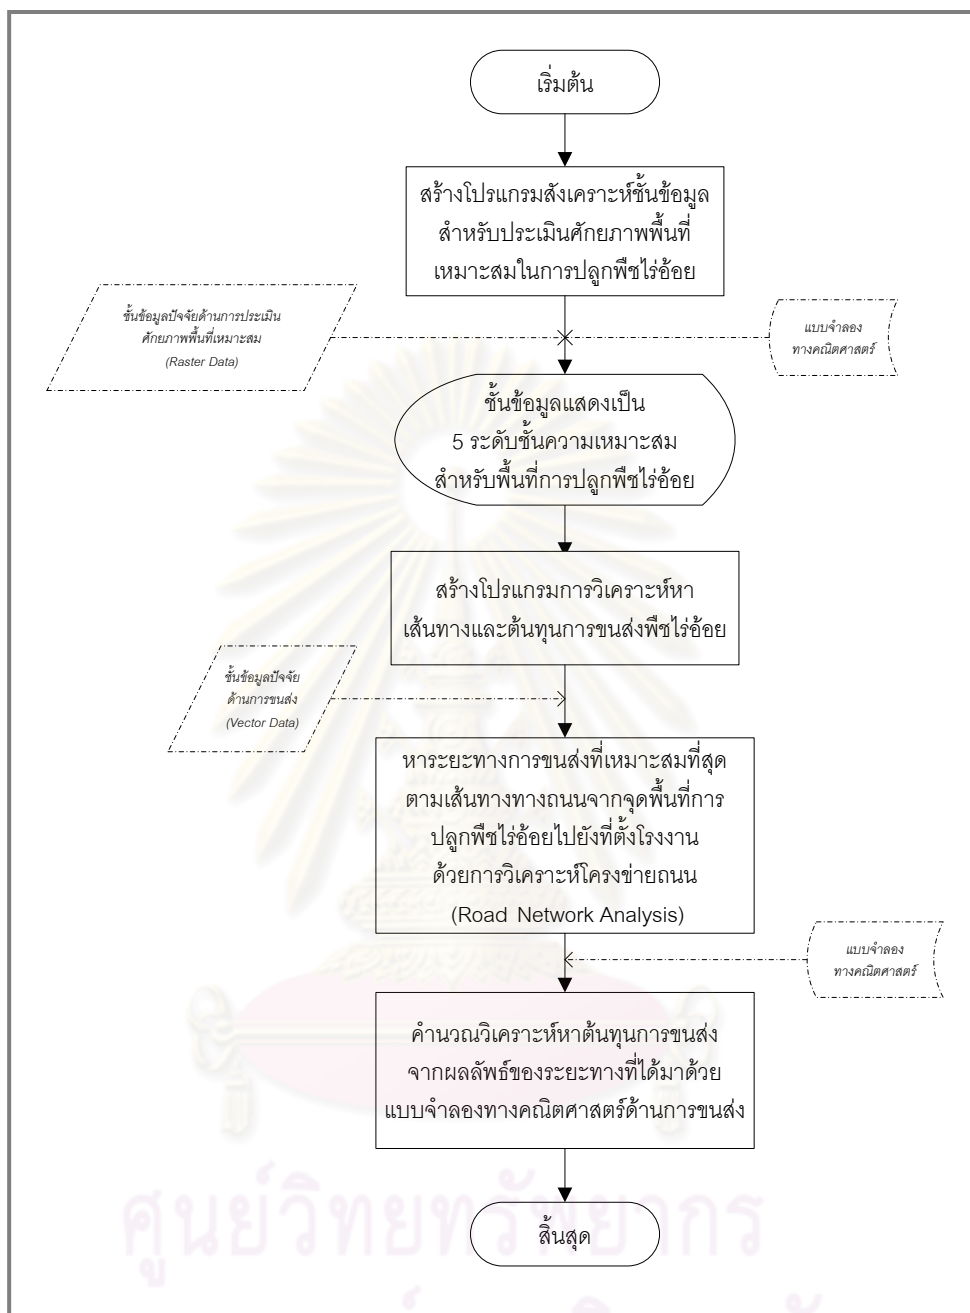 เริ่มต้น
สร้างโปรแกรมสังเคราะห์ชั้นข้อมูล
สำหรับประเมินศักยภาพพื้นที่
เหมาะสมในการปลูกพืชไร่อ้อย
ชั้นข้อมูลปัจจัยด้านการประเมิน
ศักยภาพพื้นที่เหมาะสม
(Raster Data)
แบบจำลอง
ทางคณิตศาสตร์
ชั้นข้อมูลแสดงเป็น
5 ระดับชั้นความเหมาะสม
สำหรับพื้นที่การปลูกพืชไร่อ้อย
สร้างโปรแกรมการวิเคราะห์หา
เส้นทางและต้นทุนการขนส่งพืชไร่อ้อย
ชั้นข้อมูลปัจจัย
ด้านการขนส่ง
(Vector Data)
หาระยะทางการขนส่งที่เหมาะสมที่สุด
ตามเส้นทางทางถนนจากจุดพื้นที่การ
ปลูกพืชไร่อ้อยไปยังที่ตั้งโรงงาน
ด้วยการวิเคราะห์โครงข่ายถนน
(Road Network Analysis)
แบบจำลอง
ทางคณิตศาสตร์
คำนวณวิเคราะห์หาต้นทุนการขนส่ง
จากผลลัพธ์ของระยะทางที่ได้มาด้วย
แบบจำลองทางคณิตศาสตร์ด้านการขนส่ง
ศูนย์วิทยทรัพยากร
สิ้นสุด